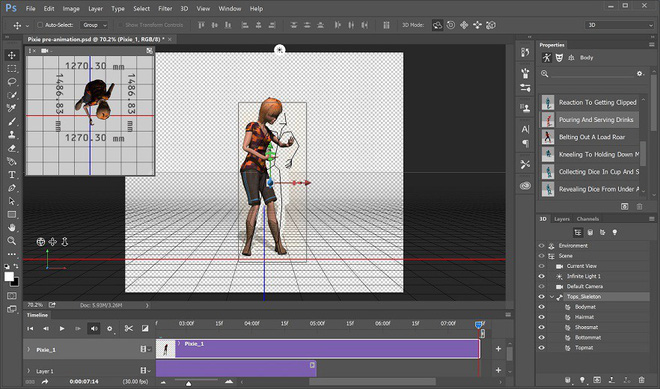 Ps File Edit Image Layer Type Select Filter 3D View Window Help
Auto-Select: Group Show Transform Controls 3D Mode: 3D
Pixie pre-animation.psd @ 70.2% (Pixie_1, RGB/8) *
1270.30 mm
1486.83 mm
1486.83 mm
1270.30 mm
70.2% Doc: 5.93M/3.26M
Properties
Body
Reaction To Getting Clipped
Pouring And Serving Drinks
Belting Out A Load Roar
Kneeling To Holding Down M
Collecting Dice In Cup And S
Revealing Dice From Under A
3D Layers Channels
Environment
Scene
Current View
Infinite Light 1
Default Camera
Tops_Skeleton
Bodymat
Hairmat
Shoesmat
Bottommat
Topmat
Timeline
f 03:00f 15f 04:00f 15f 05:00f 15f 06:00f 15f 07:00f
Pixie_1 Pixie_1
Layer 1
0:00:07:14 (30.00 fps)